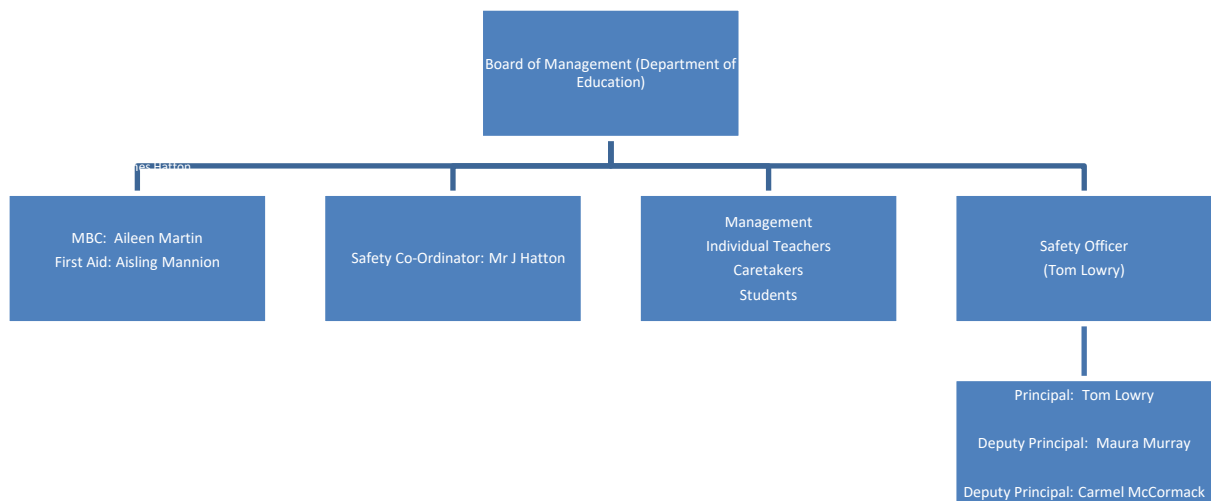 Board of Management (Department of
Education)
Hatton
MBC: Aileen Martin
First Aid: Aisling Mannion
Safety Co-Ordinator: Mr J Hatton
Management
Individual Teachers
Caretakers
Students
Safety Officer
(Tom Lowry)
Principal: Tom Lowry
Deputy Principal: Maura Murray
Deputy Principal: Carmel McCormack